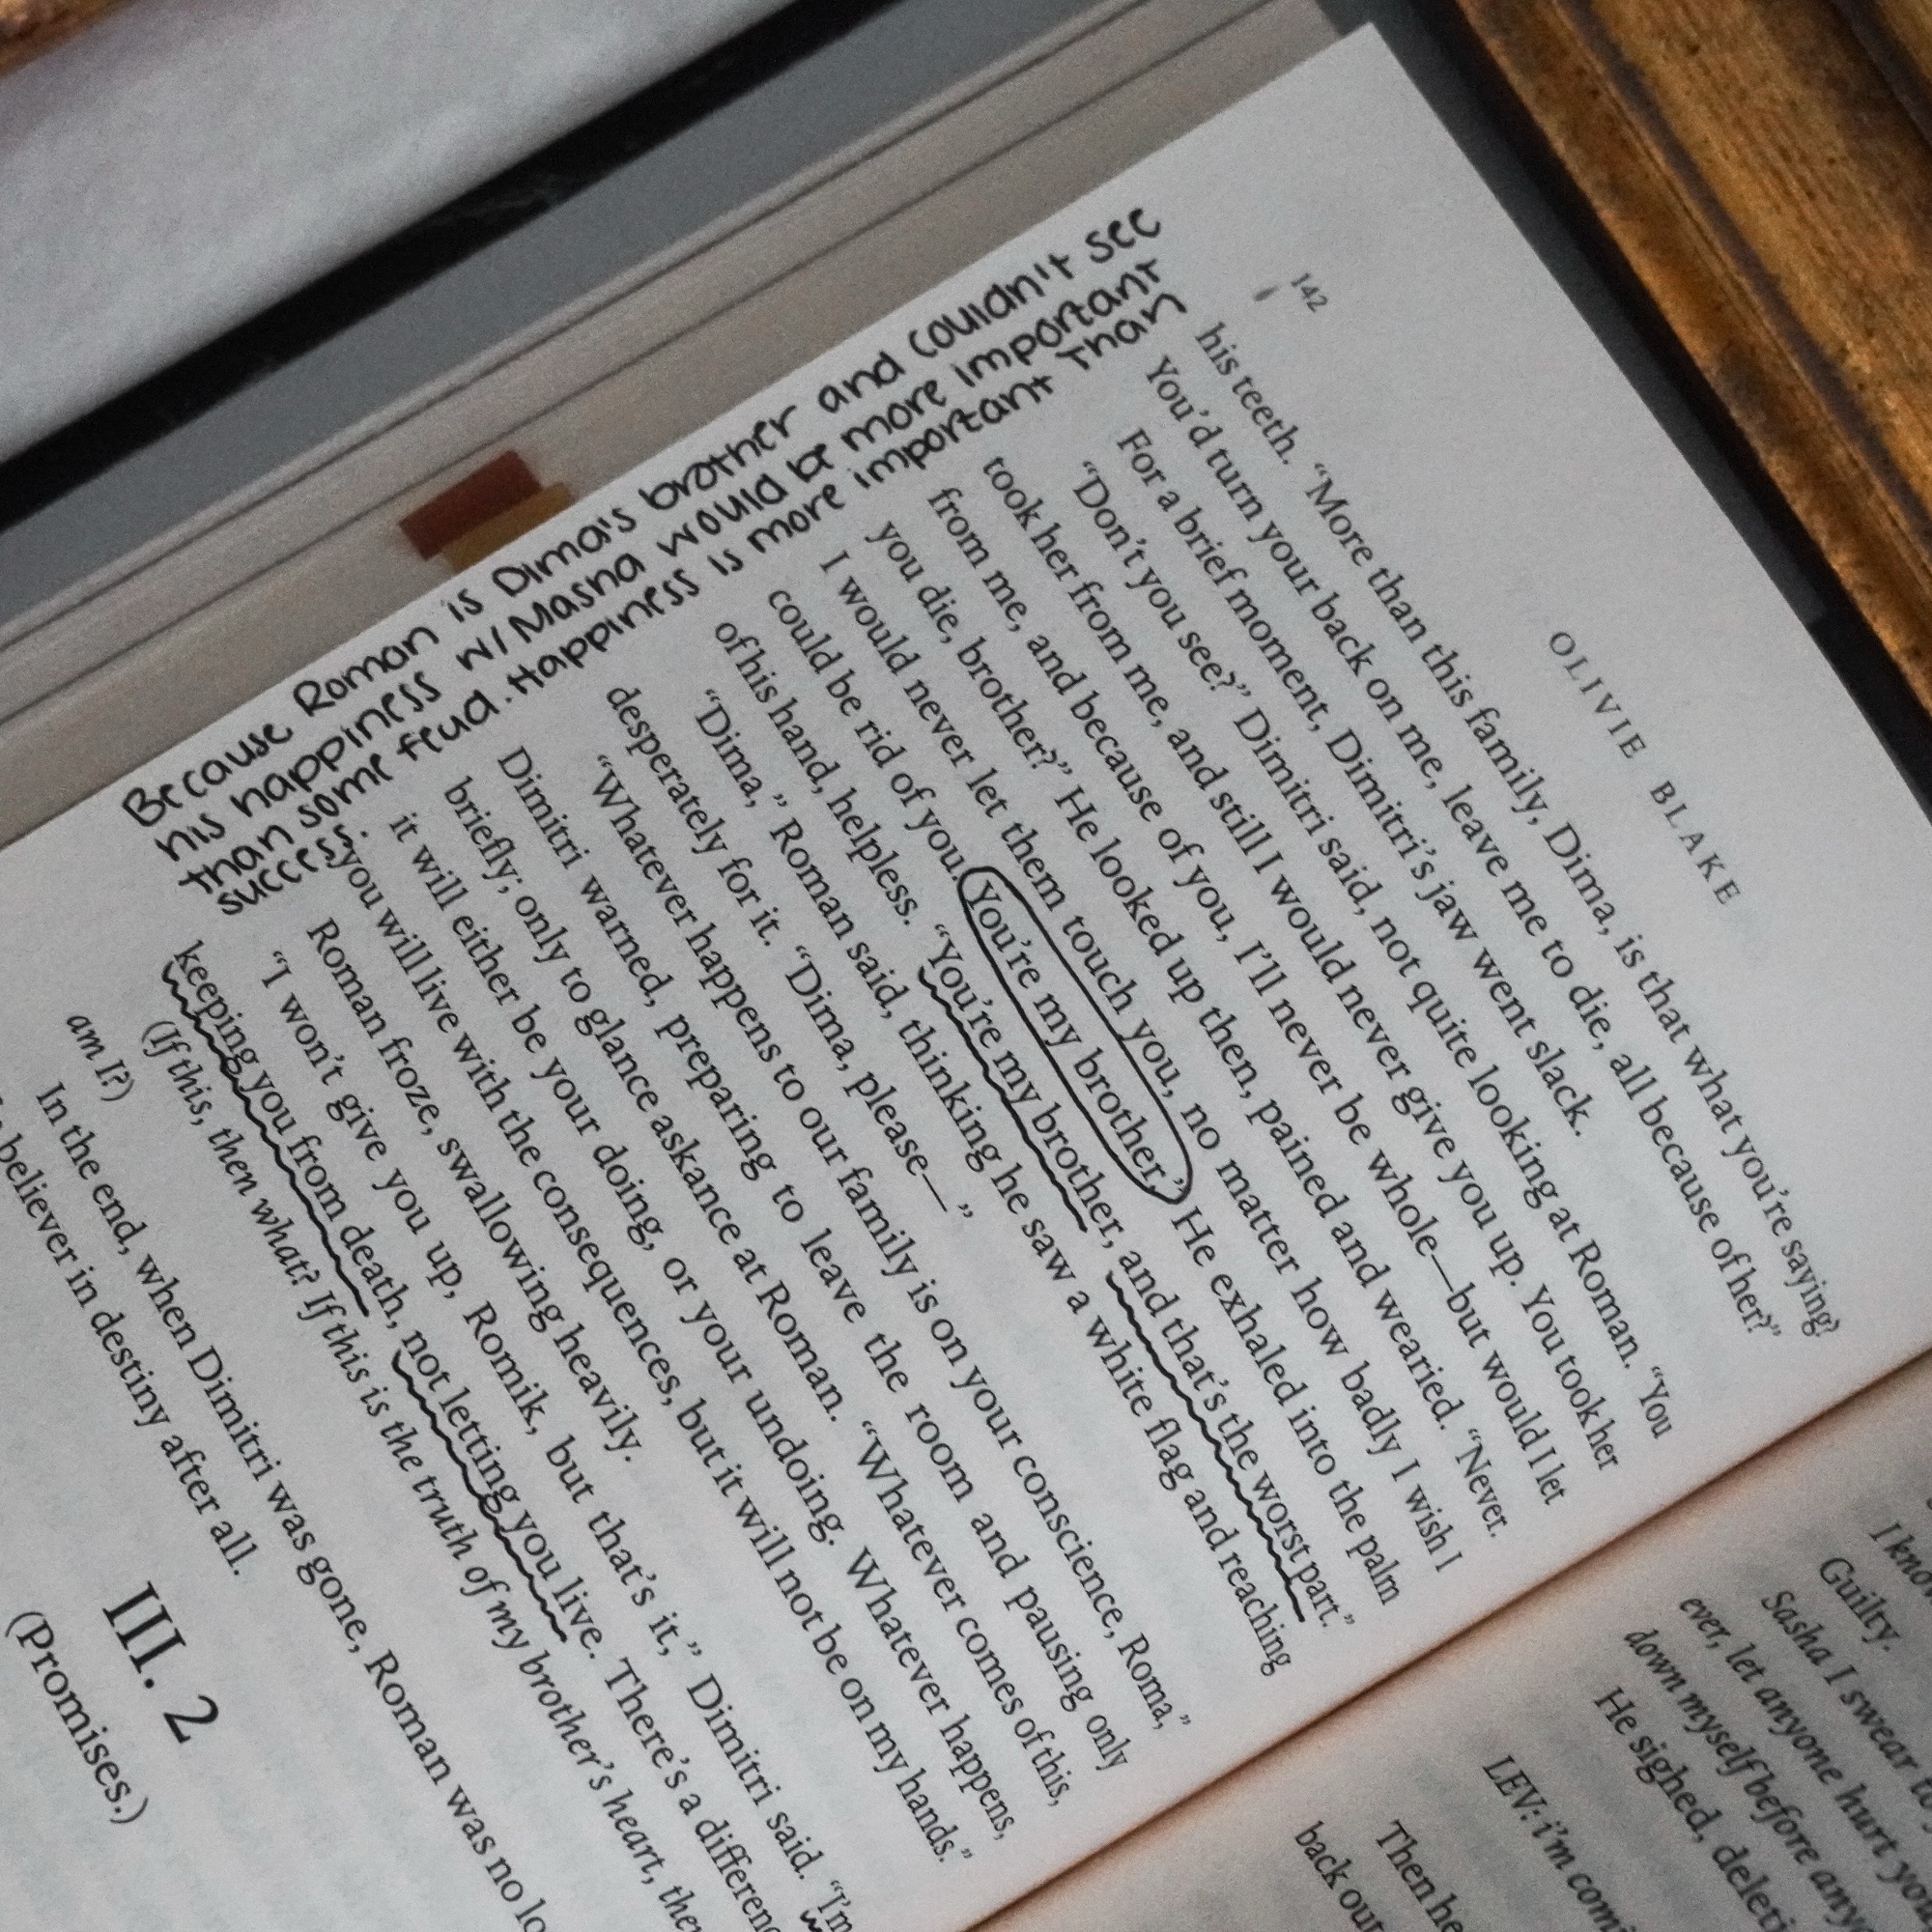 142
OLIVIE BLAKE
his teeth. “More than this family, Dima, is that what you’re saying?
You’d turn your back on me, leave me to die, all because of her?”
For a brief moment, Dimitri’s jaw went slack.
“Don’t you see?” Dimitri said, not quite looking at Roman. “You
took her from me, and still I would never give you up. You took her
from me, and because of you, I’ll never be whole—but would I let
you die, brother?” He looked up then, pained and wearied. “Never.
I would never let them touch you, no matter how badly I wish I
could be rid of you. You’re my brother.” He exhaled into the palm
of his hand, helpless. “You’re my brother, and that’s the worst part.”
“Dima,” Roman said, thinking he saw a white flag and reaching
desperately for it. “Dima, please—”
“Whatever happens to our family is on your conscience, Roma,”
Dimitri warned, preparing to leave the room and pausing only
briefly; only to glance askance at Roman. “Whatever comes of this,
it will either be your doing, or your undoing. Whatever happens,
you will live with the consequences, but it will not be on my hands.”
Roman froze, swallowing heavily.
“I won’t give you up, Romik, but that’s it,” Dimitri said. “I’m
keeping you from death, not letting you live. There’s a
(If this, then what? If this is the truth of my brother’s heart,
am I?)
In the end, when Dimitri was gone, Roman was no
believer in destiny after all.
III. 2
(Promises.)
Because Roman is Dima's brother and couldn't see
his happiness w/ Masha would be more important
than some feud. Happiness is more important than
success.
I
Guilty.
Sasha I swear
ever, let anyone hurt
down myself before
He sighed,
LEV: i’m
Then
back out